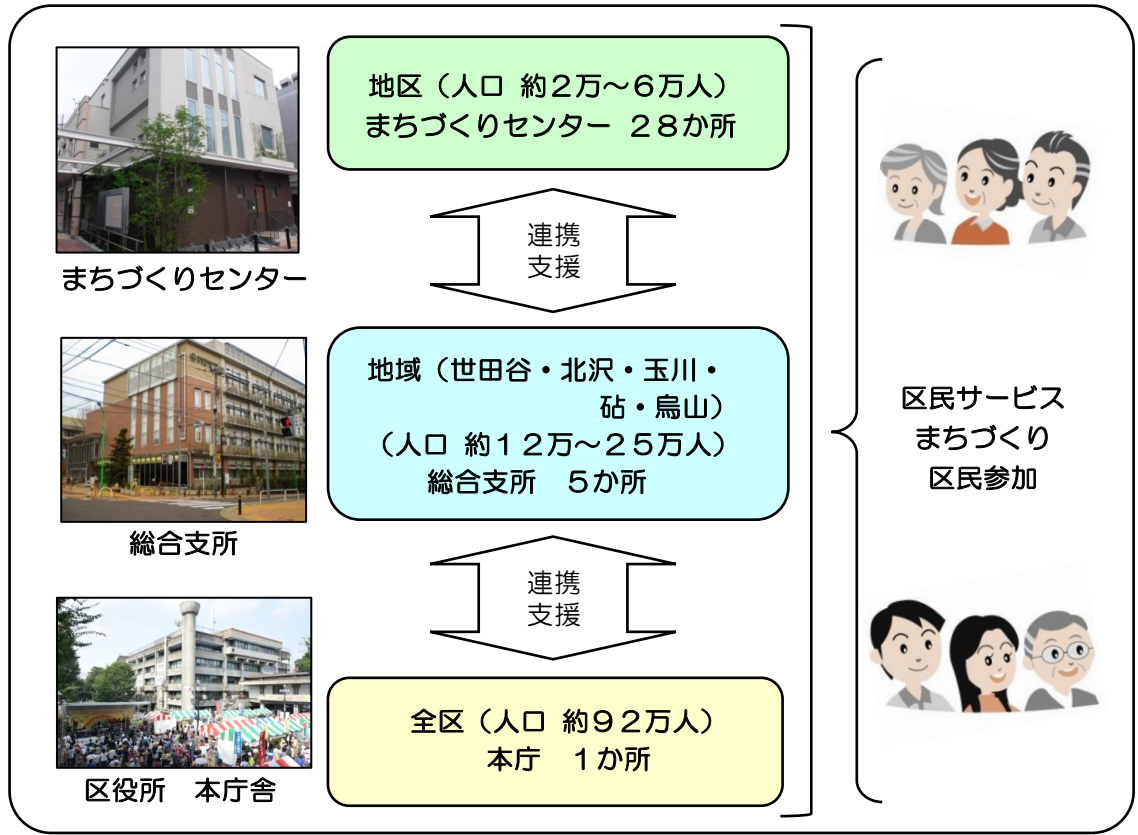 地区（人口 約２万～６万人）
まちづくりセンター ２８か所
まちづくりセンター
連携
支援
地域（世田谷・北沢・玉川・
砧・烏山）
（人口 約１２万～２５万人）
総合支所　５か所
総合支所
連携
支援
全区（人口 約９２万人）
本庁　１か所
区役所　本庁舎
区民サービス
まちづくり
区民参加